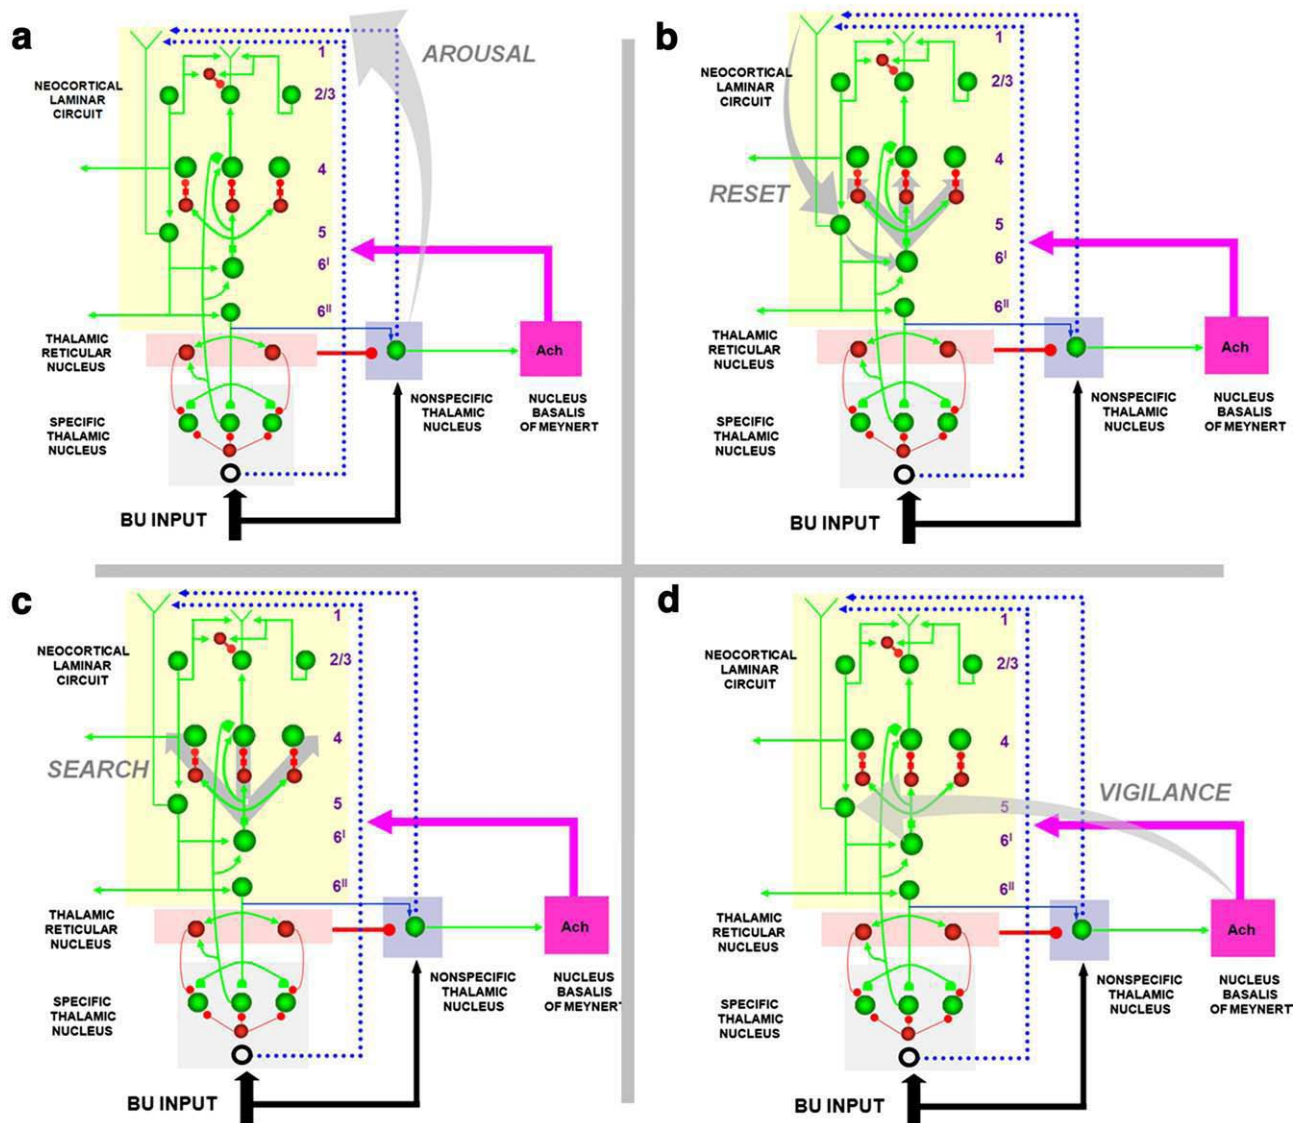 a
AROUSAL
NEOCORTICAL
LAMINAR
CIRCUIT
1
2/3
4
5
6I
6II
THALAMIC
RETICULAR
NUCLEUS
SPECIFIC
THALAMIC
NUCLEUS
NONSPECIFIC
THALAMIC
NUCLEUS
Ach
NUCLEUS
BASALIS
OF MEYNERT
BU INPUT
b
RESET
NEOCORTICAL
LAMINAR
CIRCUIT
1
2/3
4
5
6I
6II
THALAMIC
RETICULAR
NUCLEUS
SPECIFIC
THALAMIC
NUCLEUS
NONSPECIFIC
THALAMIC
NUCLEUS
Ach
NUCLEUS
BASALIS
OF MEYNERT
BU INPUT
c
SEARCH
NEOCORTICAL
LAMINAR
CIRCUIT
1
2/3
4
5
6I
6II
THALAMIC
RETICULAR
NUCLEUS
SPECIFIC
THALAMIC
NUCLEUS
NONSPECIFIC
THALAMIC
NUCLEUS
Ach
NUCLEUS
BASALIS
OF MEYNERT
BU INPUT
d
VIGILANCE
NEOCORTICAL
LAMINAR
CIRCUIT
1
2/3
4
5
6I
6II
THALAMIC
RETICULAR
NUCLEUS
SPECIFIC
THALAMIC
NUCLEUS
NONSPECIFIC
THALAMIC
NUCLEUS
Ach
NUCLEUS
BASALIS
OF MEYNERT
BU INPUT